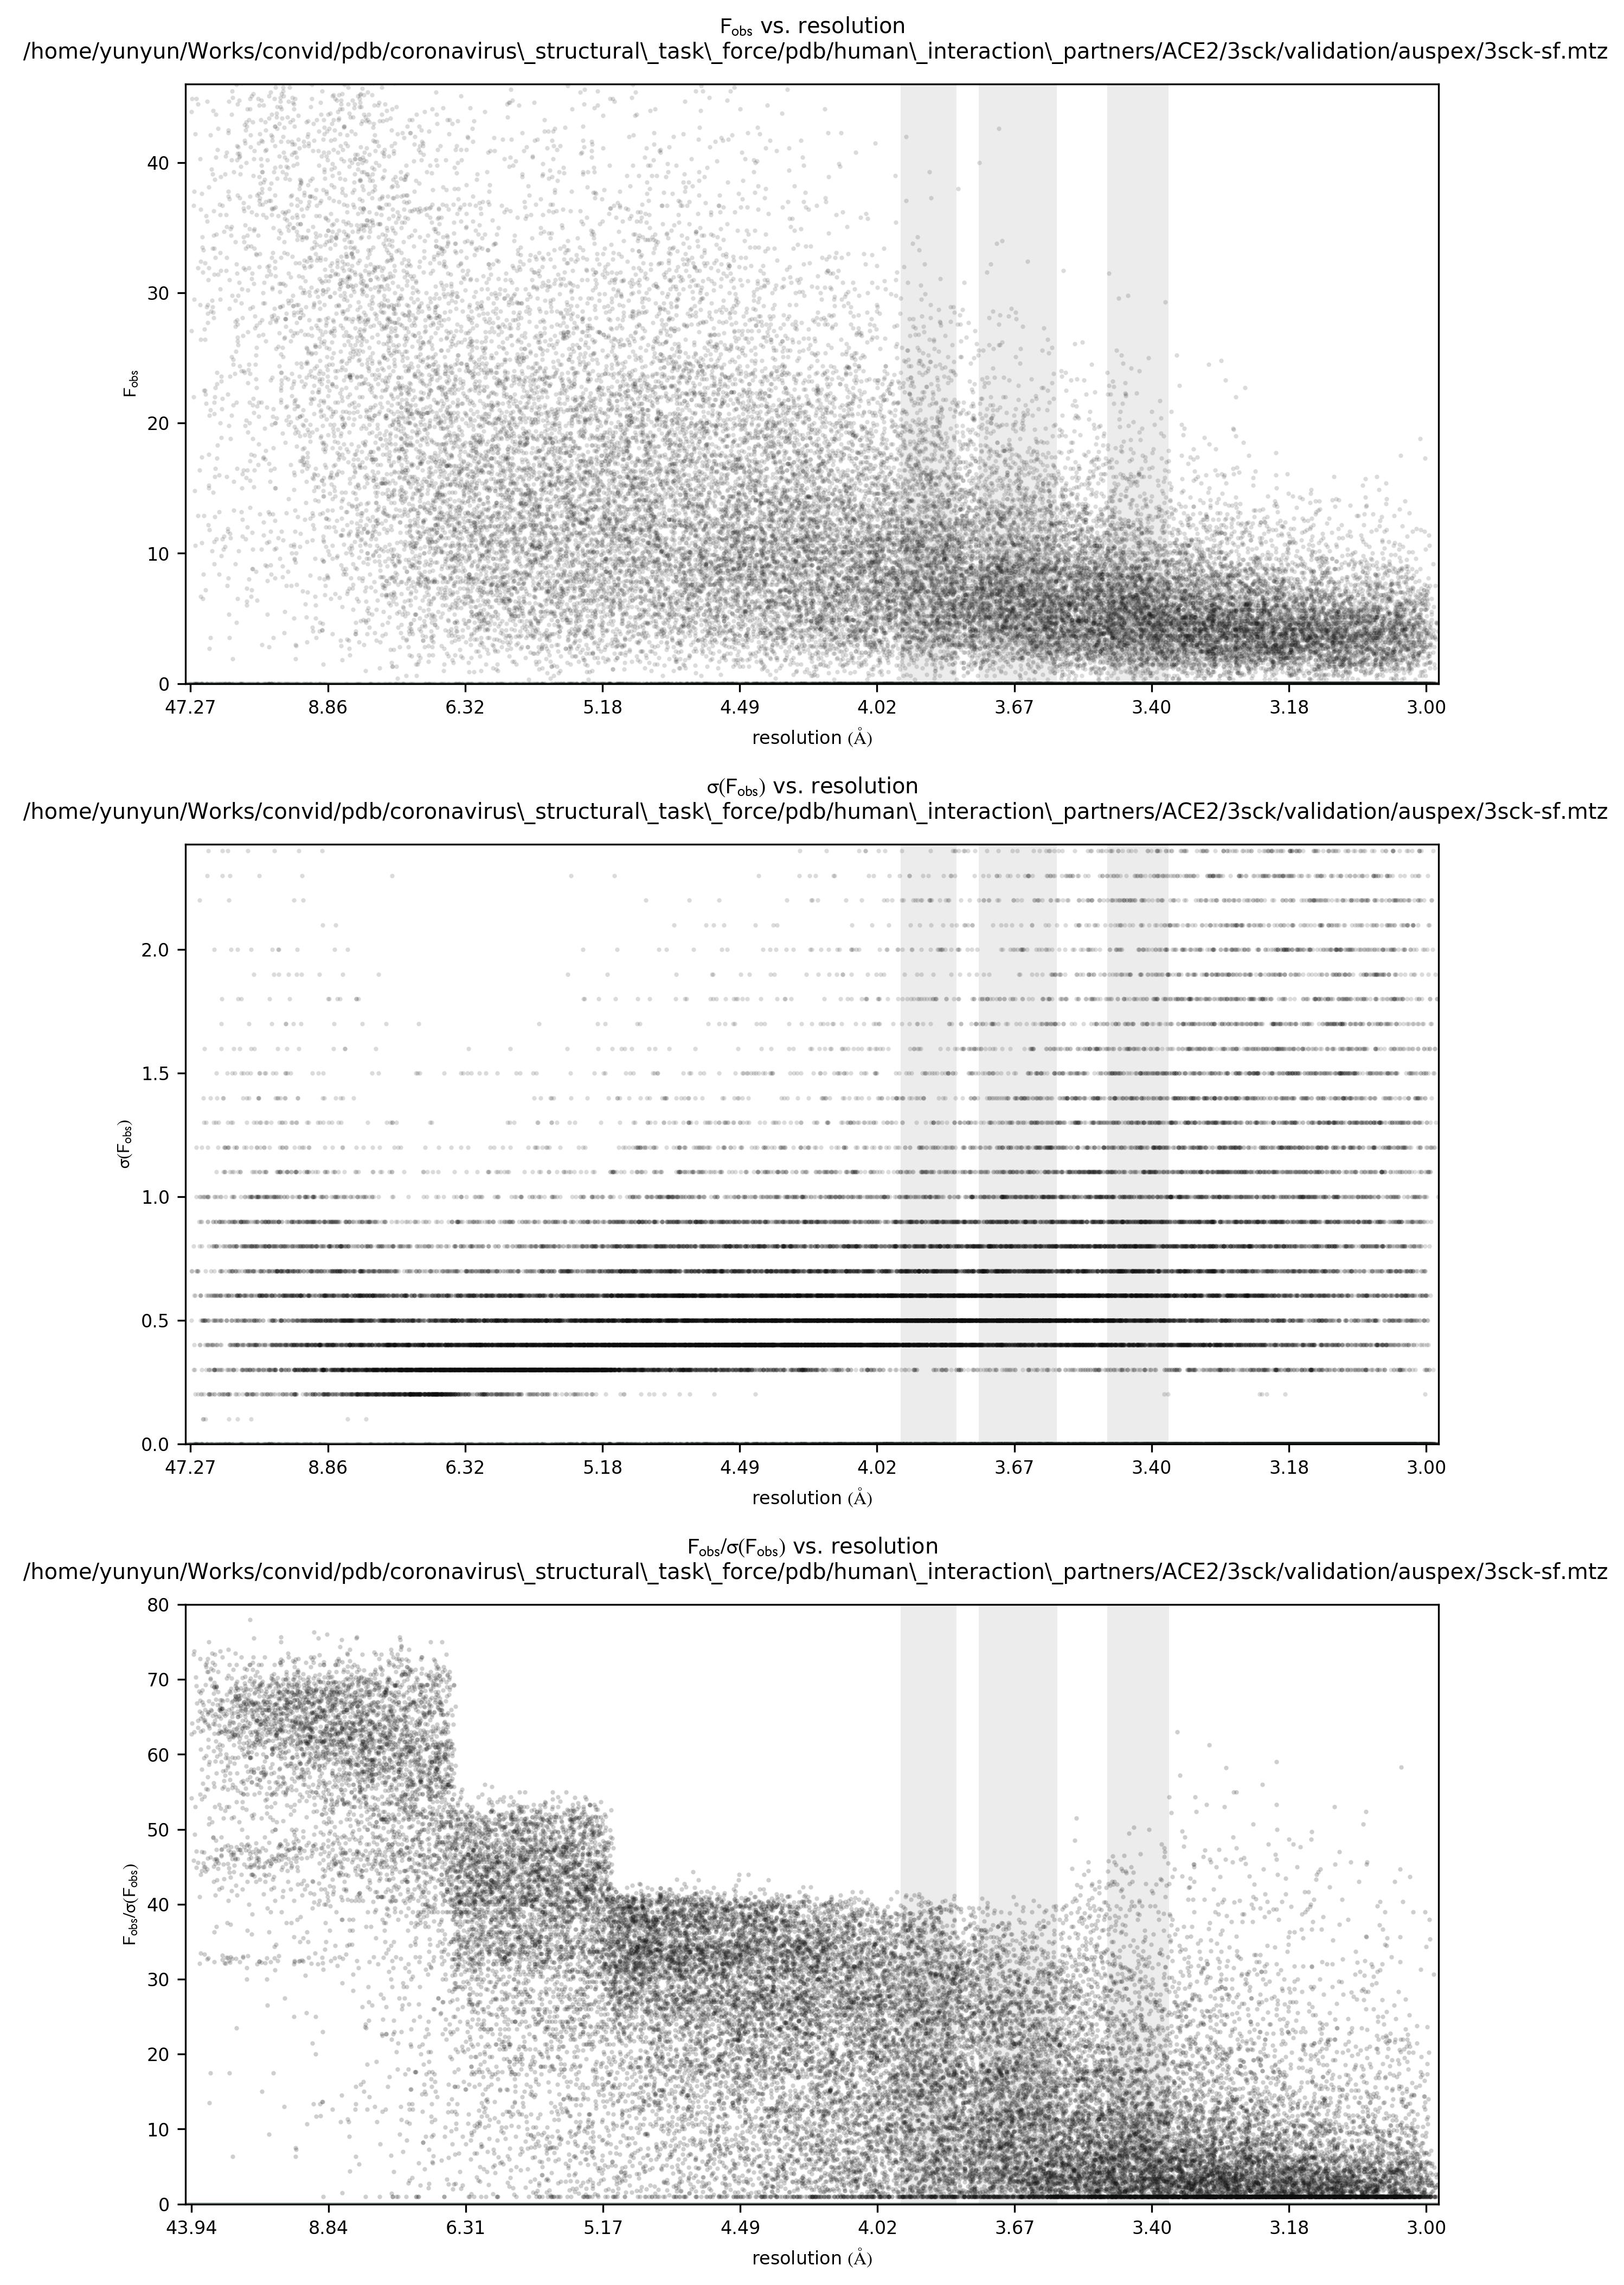 Fobs vs. resolution
/home/yunyun/Works/convid/pdb/coronavirus\_structural\_task\_force/pdb/human\_interaction\_partners/ACE2/3sck/validation/auspex/3sck-sf.mtz
40
30
20
10
0
Fobs
47.27 8.86 6.32 5.18 4.49 4.02 3.67 3.40 3.18 3.00
resolution (Å)
σ(Fobs) vs. resolution
/home/yunyun/Works/convid/pdb/coronavirus\_structural\_task\_force/pdb/human\_interaction\_partners/ACE2/3sck/validation/auspex/3sck-sf.mtz
2.0
1.5
1.0
0.5
0.0
σ(Fobs)
47.27 8.86 6.32 5.18 4.49 4.02 3.67 3.40 3.18 3.00
resolution (Å)
Fobs/σ(Fobs) vs. resolution
/home/yunyun/Works/convid/pdb/coronavirus\_structural\_task\_force/pdb/human\_interaction\_partners/ACE2/3sck/validation/auspex/3sck-sf.mtz
80
70
60
50
40
30
20
10
0
Fobs/σ(Fobs)
43.94 8.84 6.31 5.17 4.49 4.02 3.67 3.40 3.18 3.00
resolution (Å)